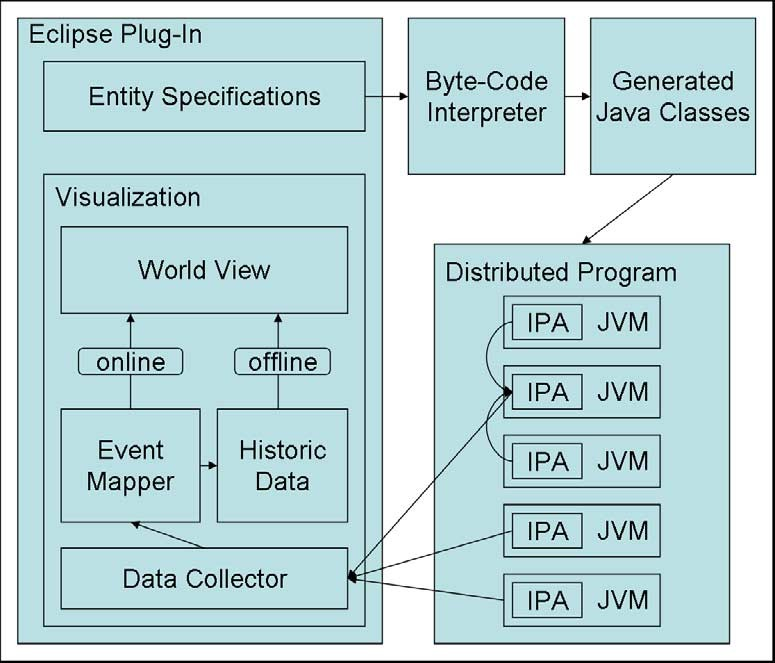 Eclipse Plug-In
Entity Specifications
Byte-Code
Interpreter
Generated
Java Classes
Visualization
World View
online
offline
Event
Mapper
Historic
Data
Data Collector
Distributed Program
IPA JVM
IPA JVM
IPA JVM
IPA JVM
IPA JVM